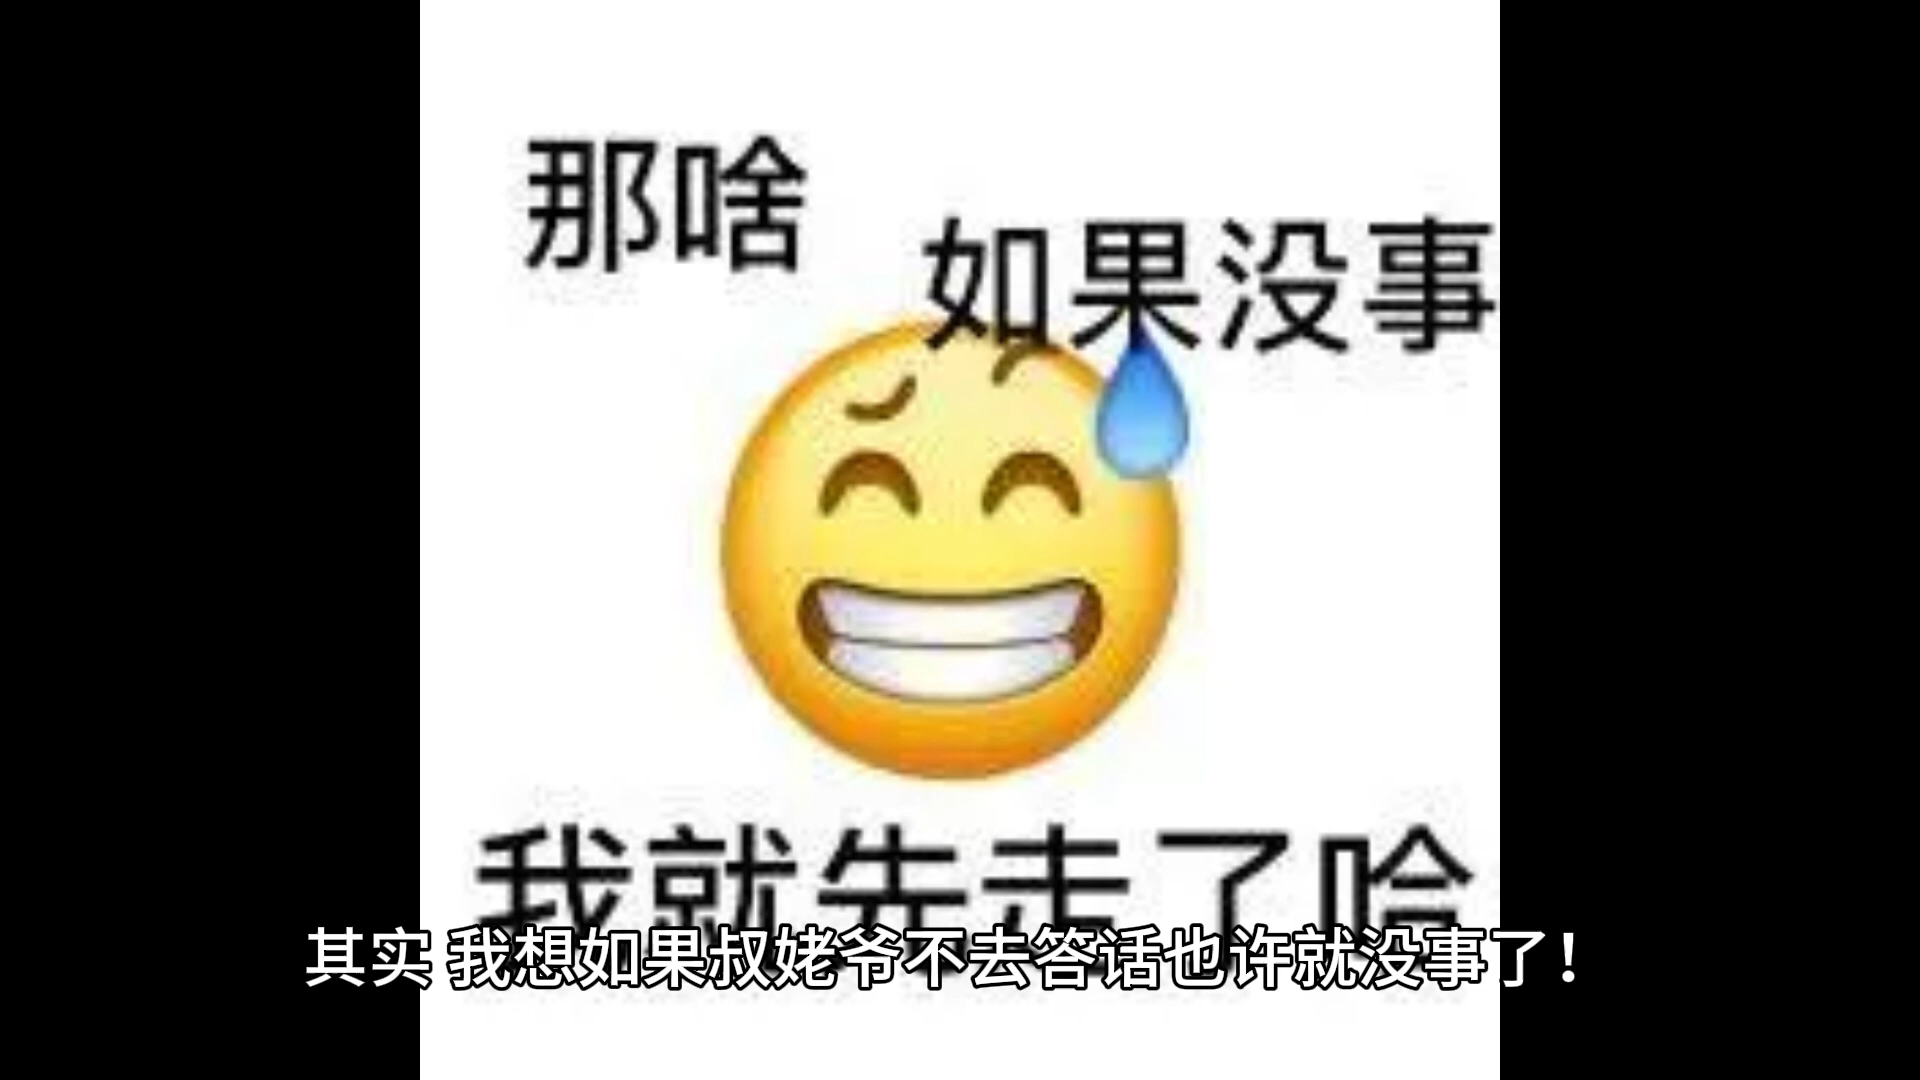 那啥
如果没事
我就先走了哈
其实 我想如果叔姥爷不去答话也许就没事了！